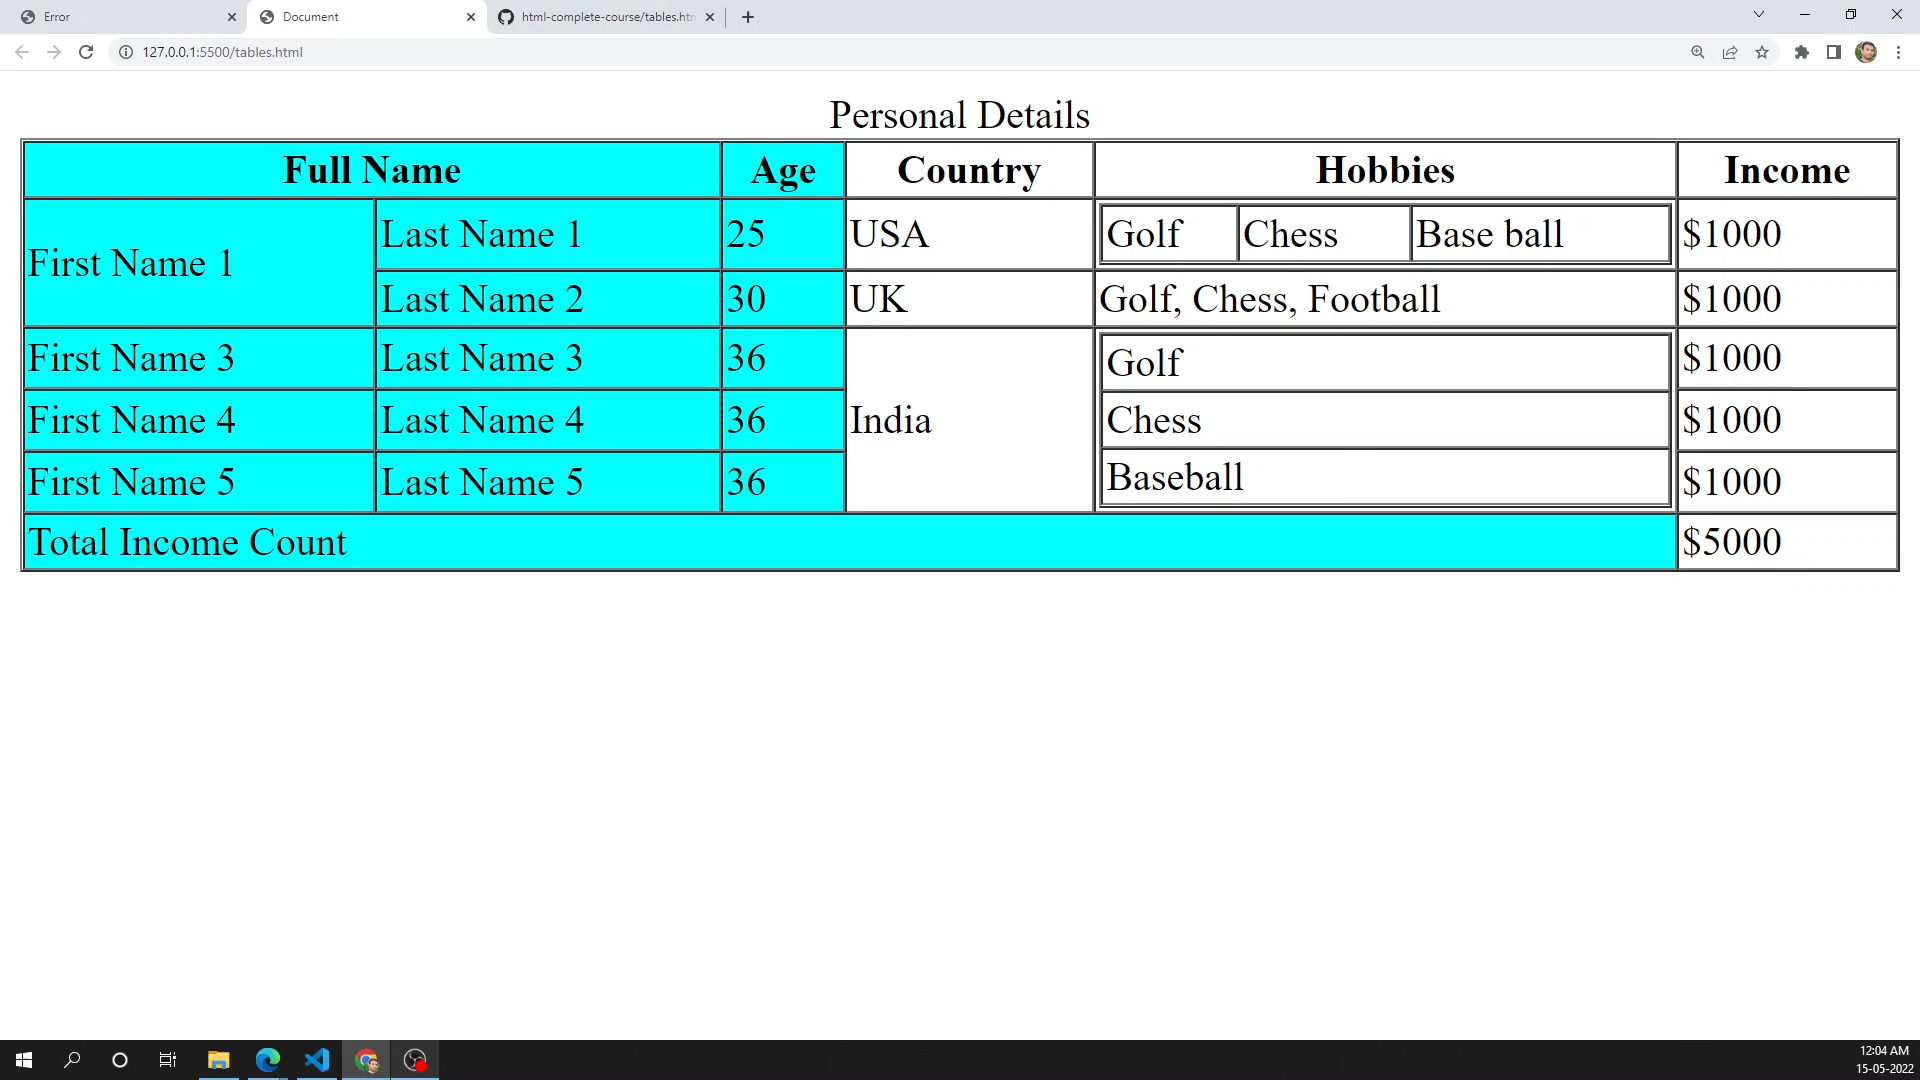 Error
Document
html-complete-course/tables.htm
127.0.0.1:5500/tables.html
Personal Details
Full Name Age Country Hobbies Income
First Name 1 Last Name 1 25 USA Golf Chess Base ball $1000
Last Name 2 30 UK Golf, Chess, Football $1000
First Name 3 Last Name 3 36 India Golf $1000
First Name 4 Last Name 4 36 Chess $1000
First Name 5 Last Name 5 36 Baseball $1000
Total Income Count $5000
12:04 AM
15-05-2022